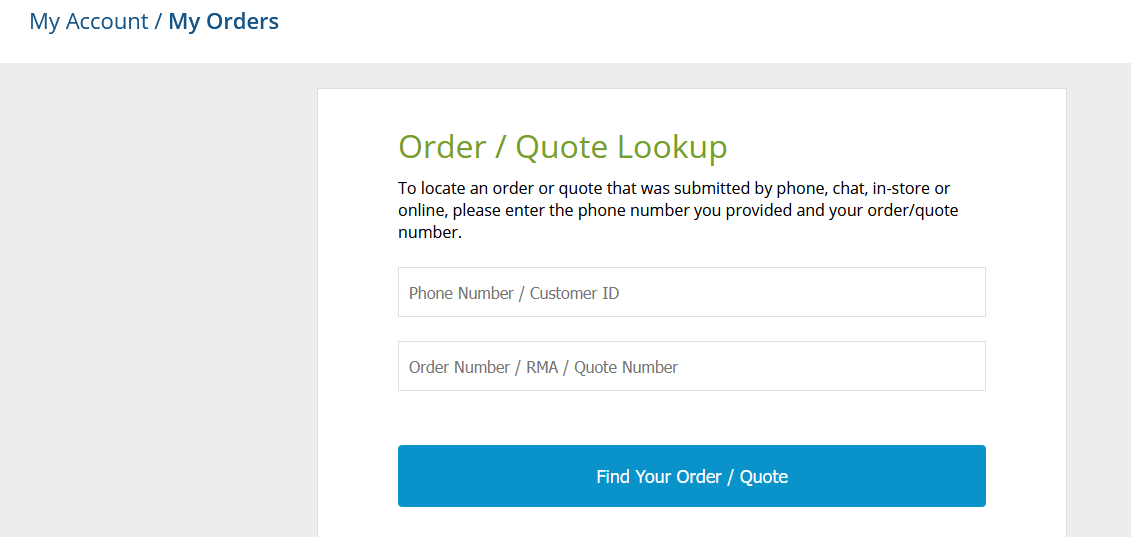 My Account / My Orders
Order / Quote Lookup
To locate an order or quote that was submitted by phone, chat, in-store or
online, please enter the phone number you provided and your order/quote
number.
Phone Number / Customer ID
Order Number / RMA / Quote Number
Find Your Order / Quote